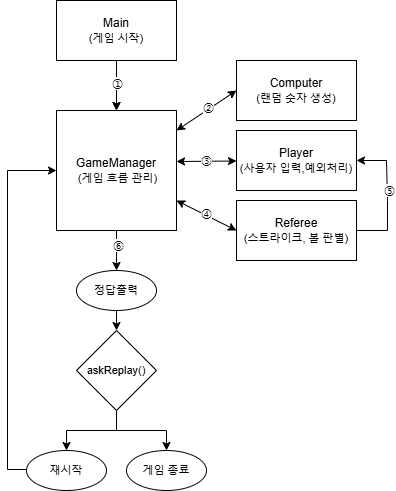 Main
(게임 시작)
①
Computer
(랜덤 숫자 생성)
②
GameManager
(게임 흐름 관리)
③
Player
(사용자 입력,예외처리)
④
Referee
(스트라이크, 볼 판별)
⑤
⑥
정답출력
askReplay()
재시작
게임 종료